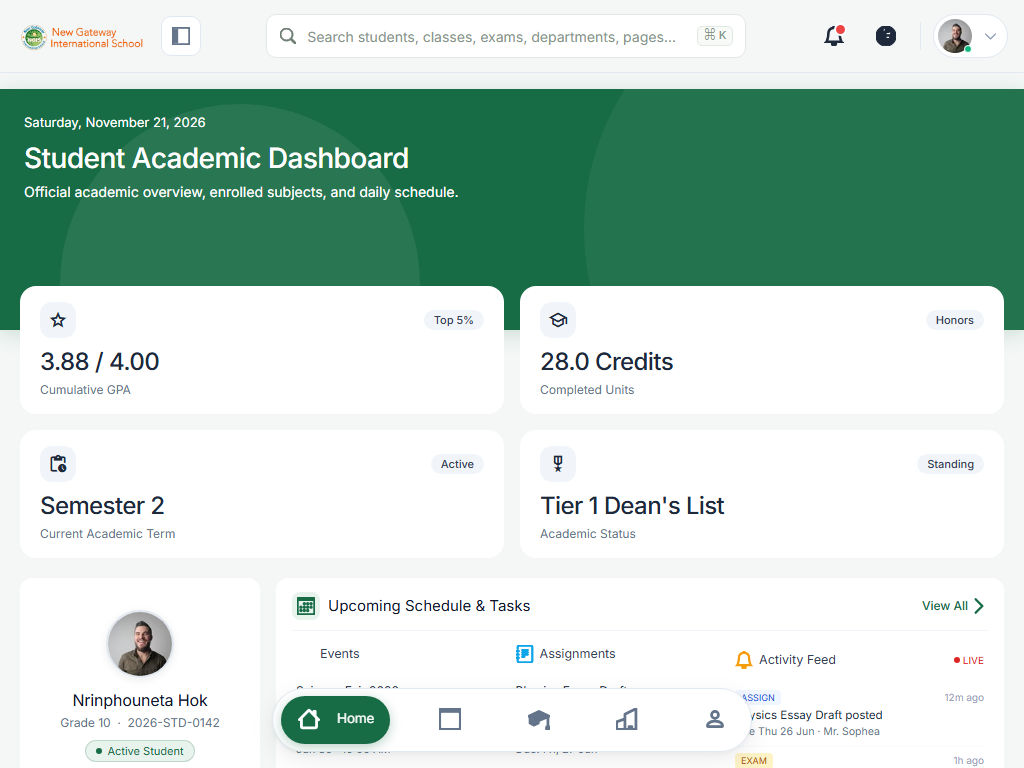 New Gateway
International School
Search students, classes, exams, departments, pages...
⌘ K
Saturday, November 21, 2026
Student Academic Dashboard
Official academic overview, enrolled subjects, and daily schedule.
Top 5%
3.88 / 4.00
Cumulative GPA
Honors
28.0 Credits
Completed Units
Active
Semester 2
Current Academic Term
Standing
Tier 1 Dean's List
Academic Status
Nrinphouneta Hok
Grade 10 · 2026-STD-0142
Active Student
Upcoming Schedule & Tasks
View All
Events
Assignments
Activity Feed
LIVE
ASSIGN
12m ago
ysics Essay Draft posted
e Thu 26 Jun · Mr. Sophea
EXAM
1h ago
Home